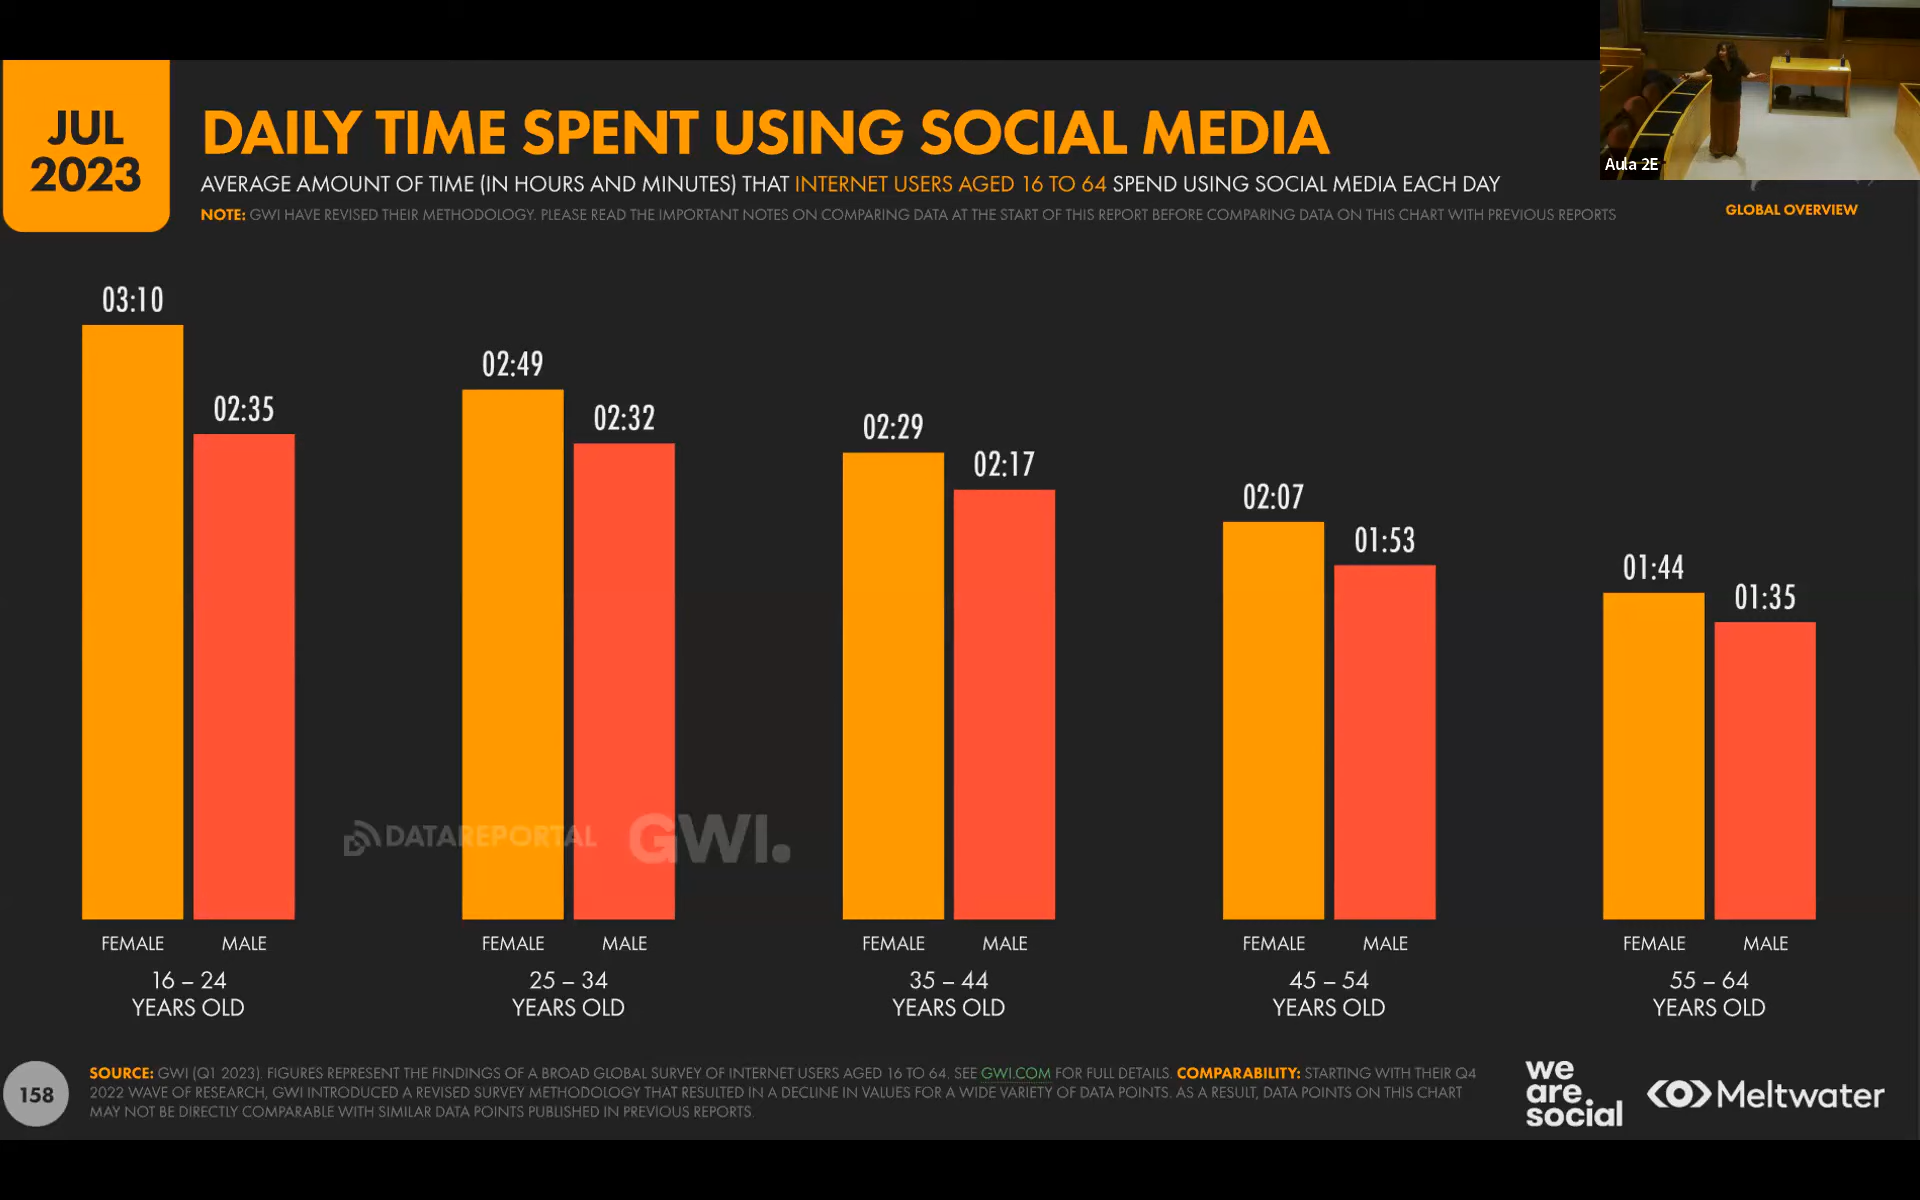 JUL
2023
DAILY TIME SPENT USING SOCIAL MEDIA
AVERAGE AMOUNT OF TIME (IN HOURS AND MINUTES) THAT INTERNET USERS AGED 16 TO 64 SPEND USING SOCIAL MEDIA EACH DAY
NOTE: GWI HAVE REVISED THEIR METHODOLOGY. PLEASE READ THE IMPORTANT NOTES ON COMPARING DATA AT THE START OF THIS REPORT BEFORE COMPARING DATA ON THIS CHART WITH PREVIOUS REPORTS
Aula 2E
GLOBAL OVERVIEW
03:10
02:35
02:49
02:32
02:29
02:17
02:07
01:53
01:44
01:35
DATAREPORTAL
GWI.
FEMALE MALE FEMALE MALE FEMALE MALE FEMALE MALE FEMALE MALE
16 – 24 25 – 34 35 – 44 45 – 54 55 – 64
YEARS OLD YEARS OLD YEARS OLD YEARS OLD YEARS OLD
158
SOURCE: GWI (Q1 2023). FIGURES REPRESENT THE FINDINGS OF A BROAD GLOBAL SURVEY OF INTERNET USERS AGED 16 TO 64. SEE GWI.COM FOR FULL DETAILS. COMPARABILITY: STARTING WITH THEIR Q4
2022 WAVE OF RESEARCH, GWI INTRODUCED A REVISED SURVEY METHODOLOGY THAT RESULTED IN A DECLINE IN VALUES FOR A WIDE VARIETY OF DATA POINTS. AS A RESULT, DATA POINTS ON THIS CHART
MAY NOT BE DIRECTLY COMPARABLE WITH SIMILAR DATA POINTS PUBLISHED IN PREVIOUS REPORTS.
we
are.
social
Meltwater